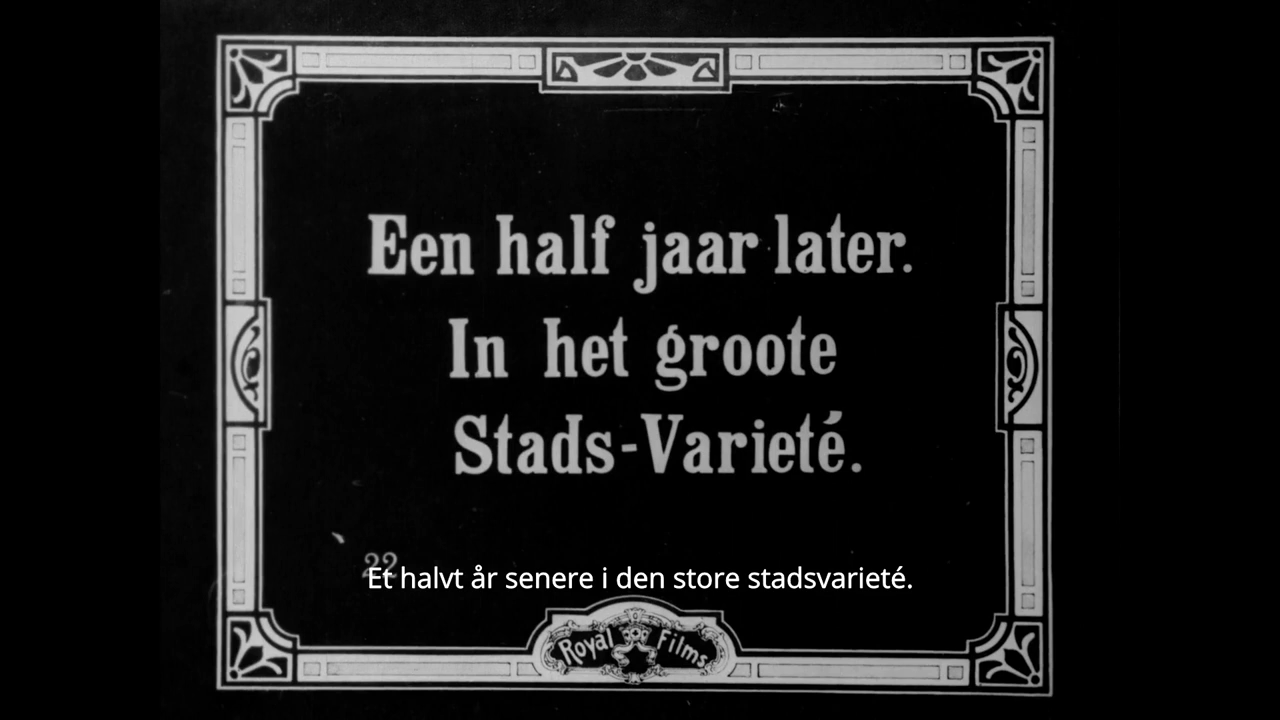 Een half jaar later.
In het groote
Stads-Varieté.
22
Et halvt år senere i den store stadsvarieté.
Royal Films